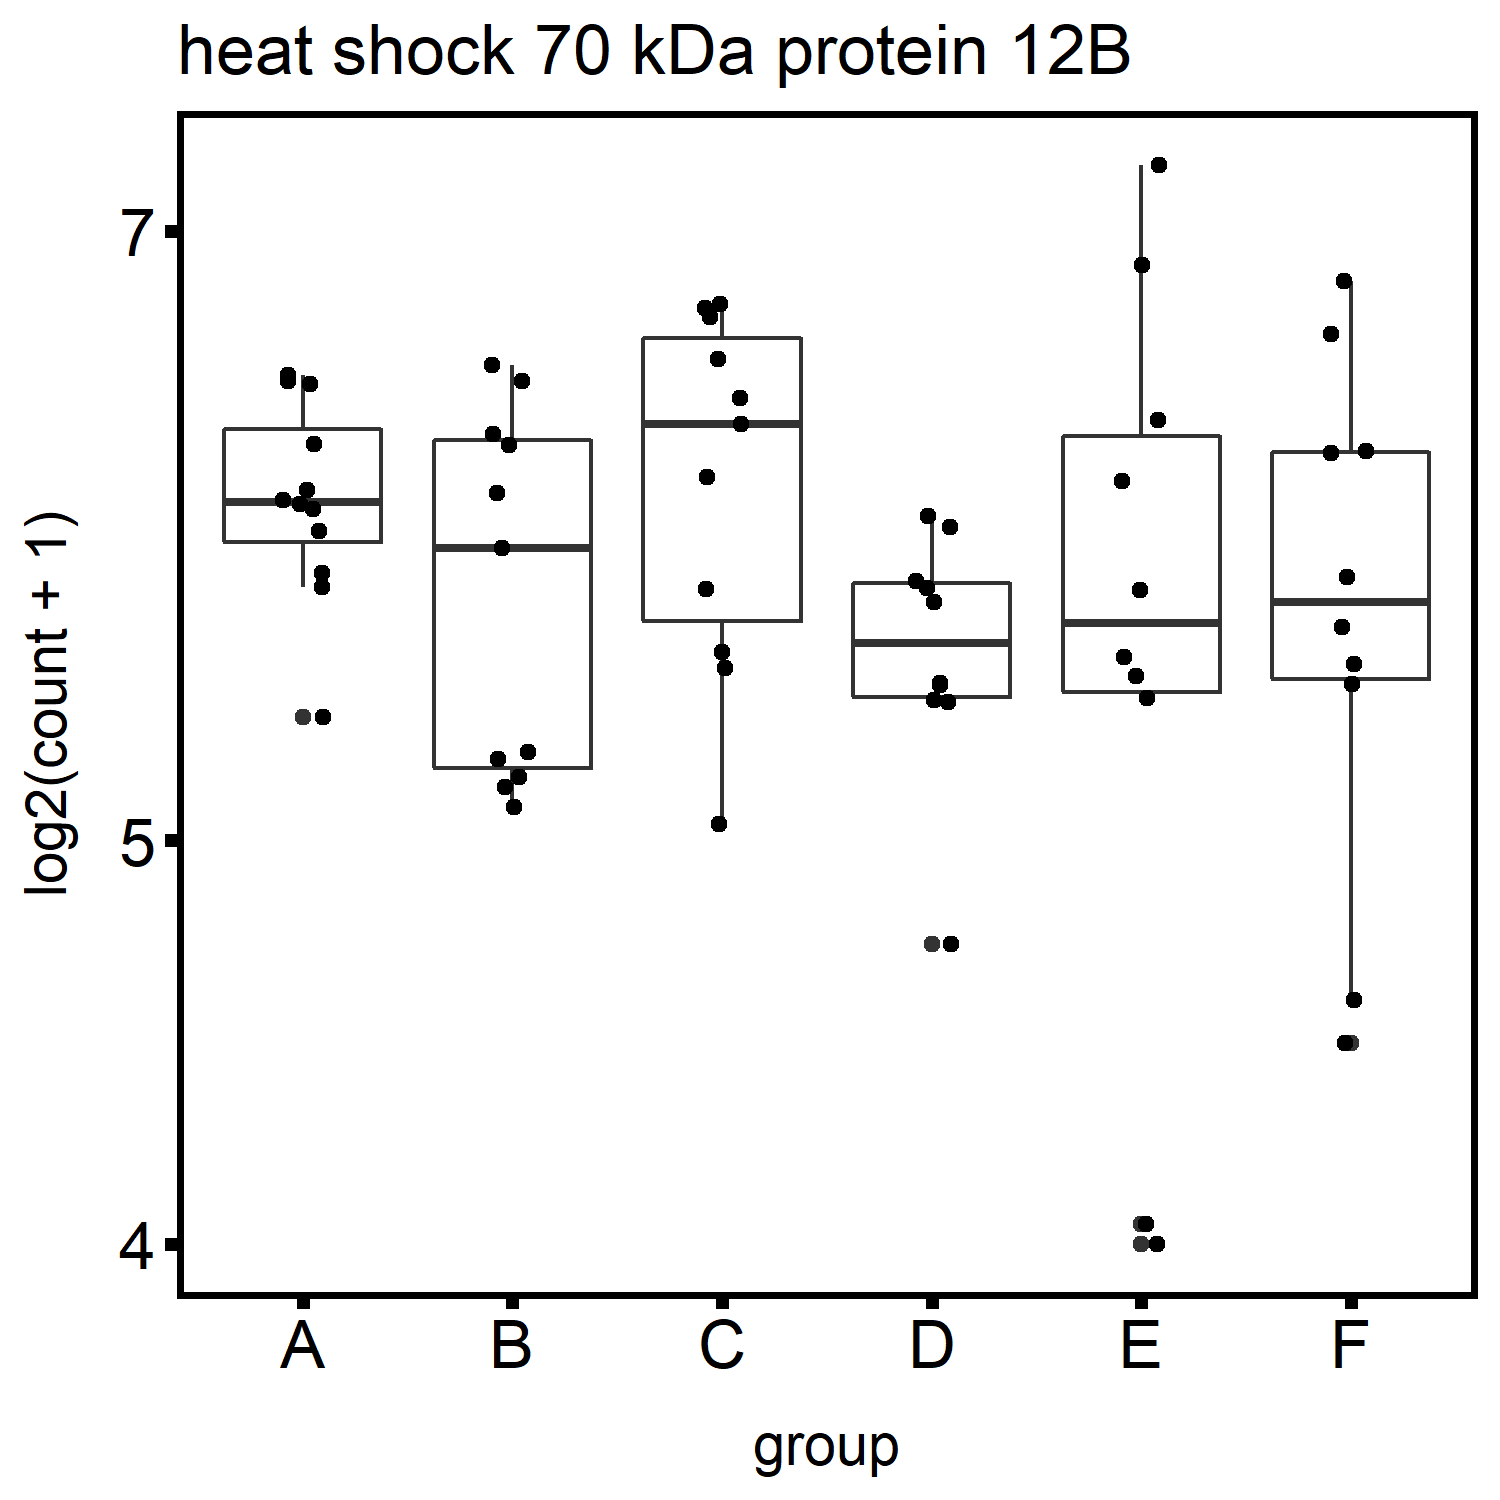 heat shock 70 kDa protein 12B
7
5
4
log2(count + 1)
A B C D E F
group